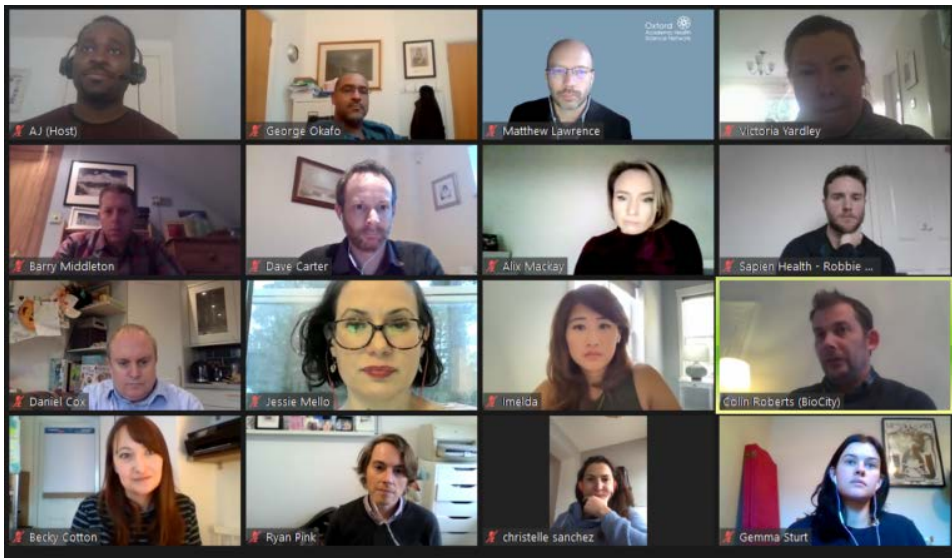 AJ (Host)
George Okafo
Oxford
Academic Health
Science Network
Matthew Lawrence
Victoria Yardley
Barry Middleton
Dave Carter
Alix Mackay
Sapien Health - Robbie ...
Daniel Cox
Jessie Mello
Imelda
Colin Roberts (BioCity)
Becky Cotton
Ryan Pink
christelle sanchez
Gemma Sturt